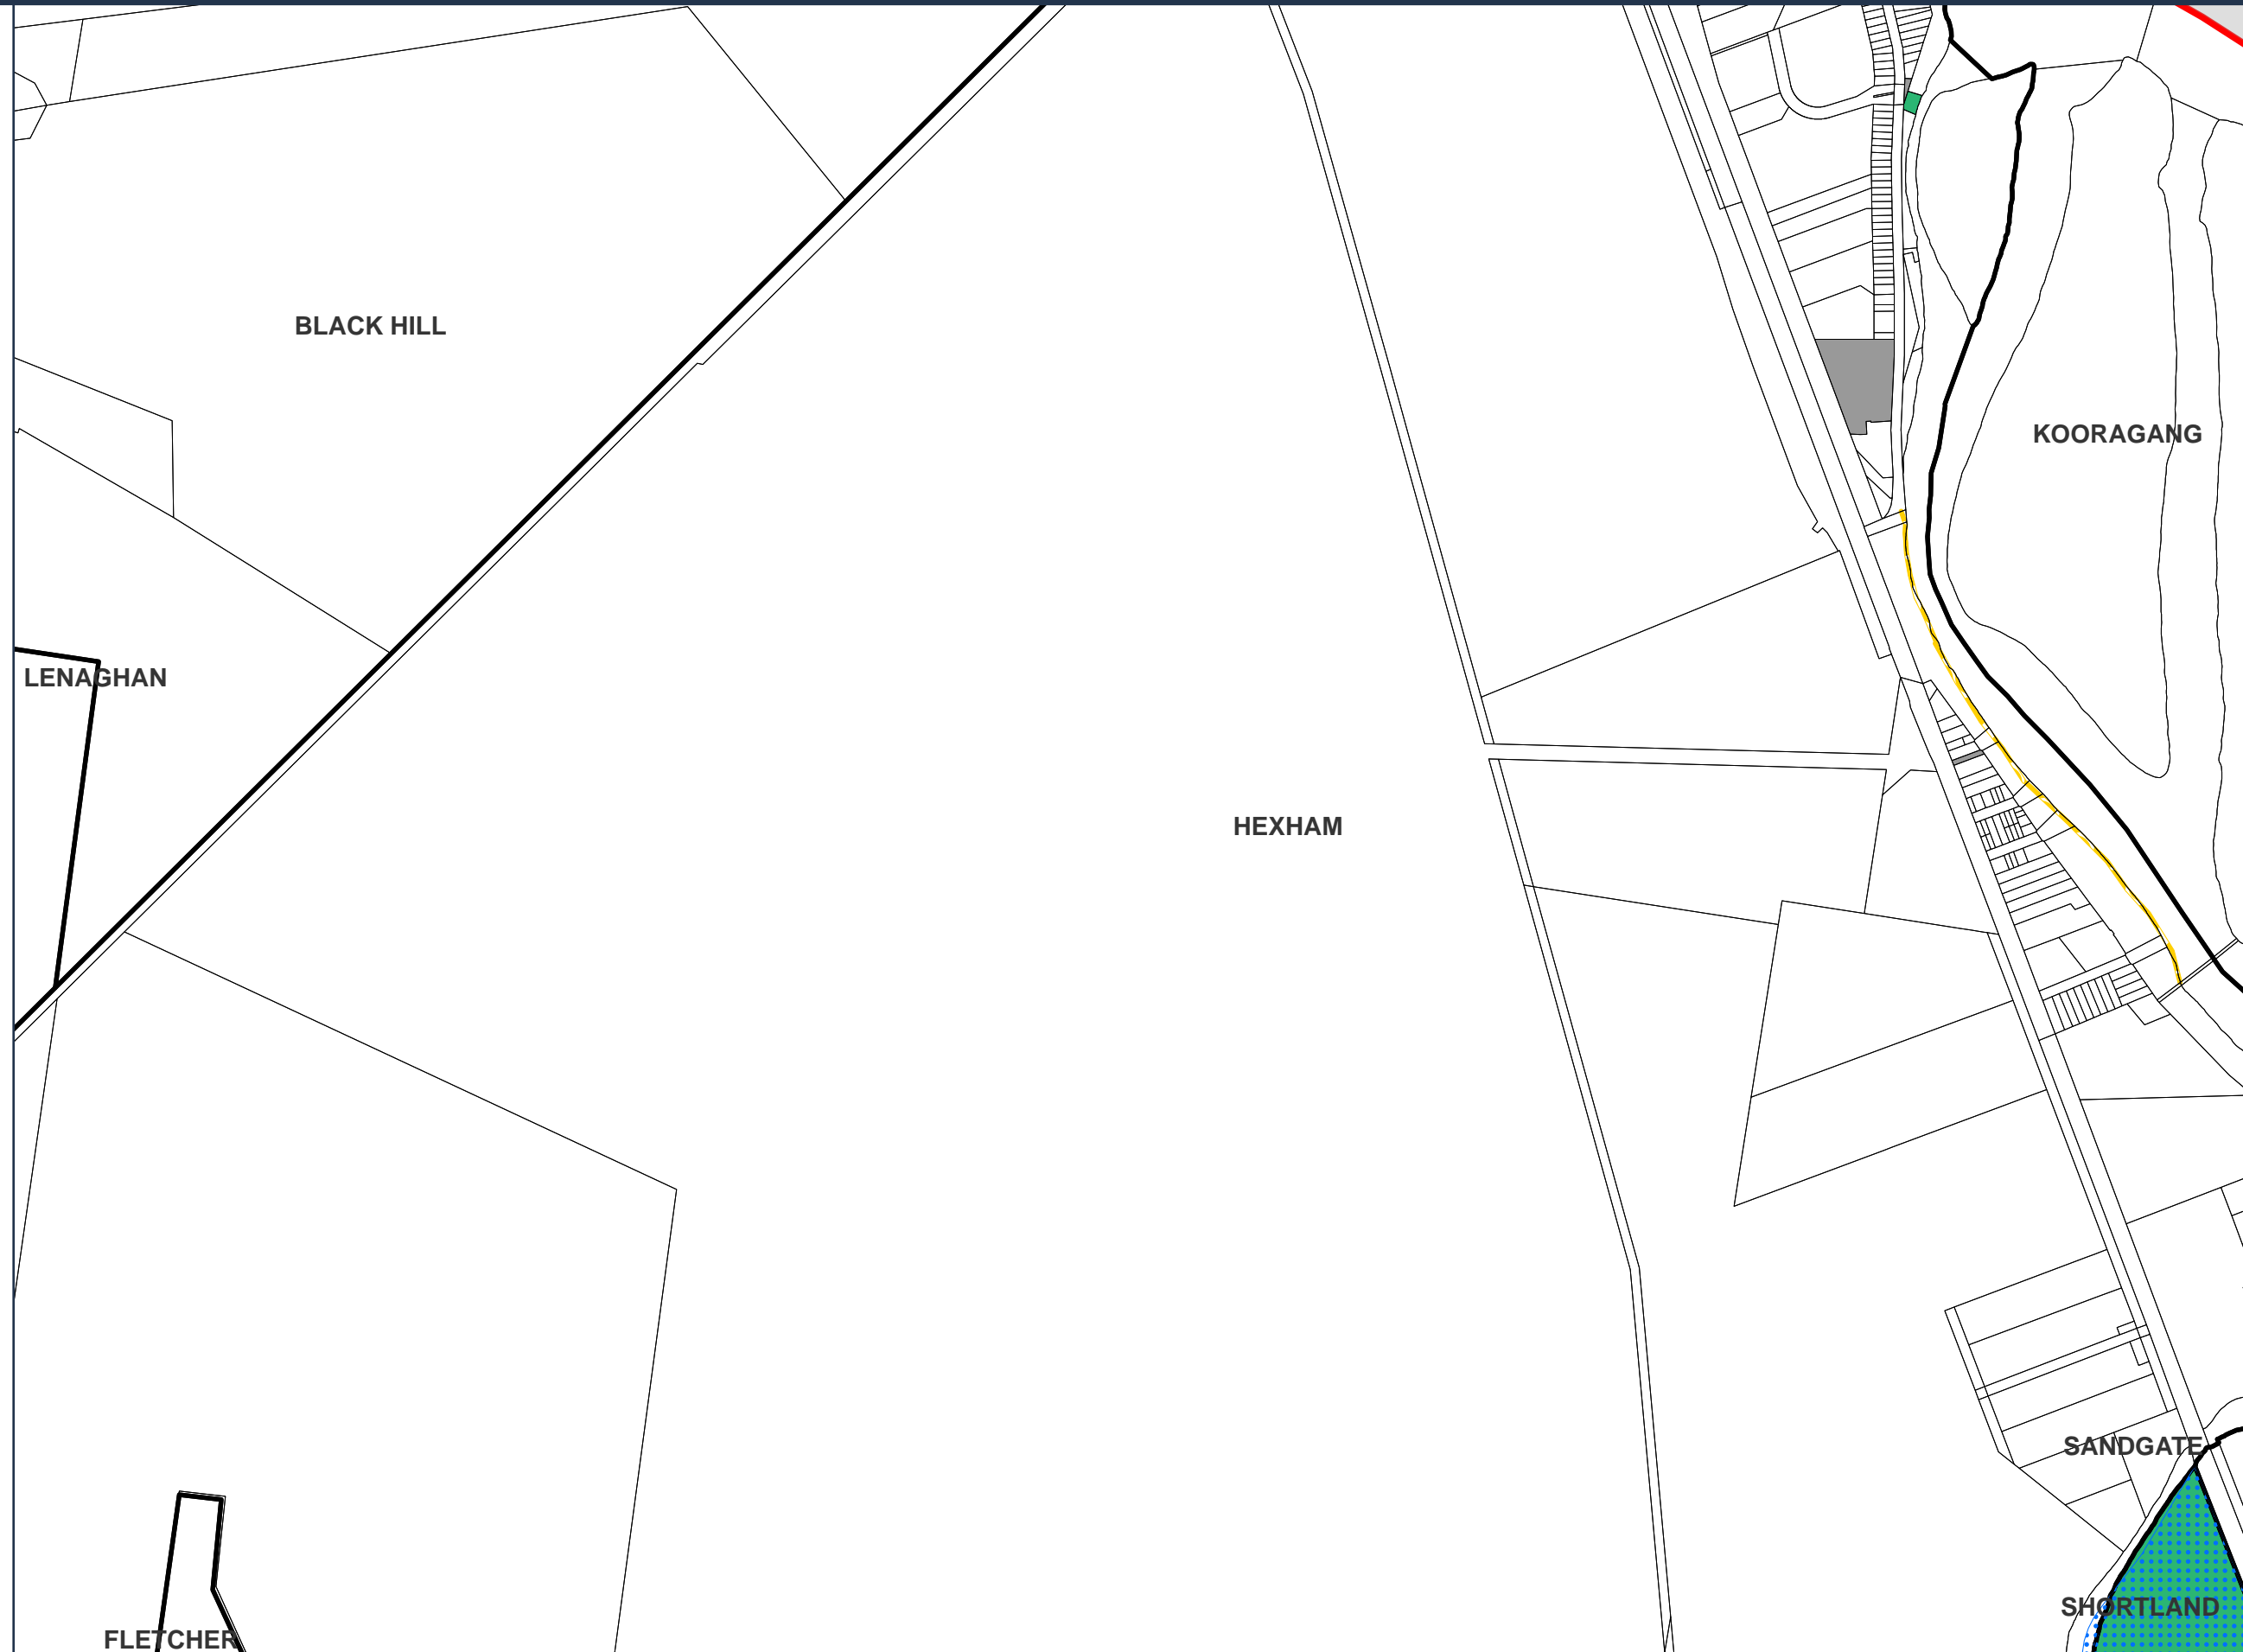 BLACK HILL
KOORAGANG
LENAGHAN
HEXHAM
SANDGATE
SHORTLAND
FLETCHER